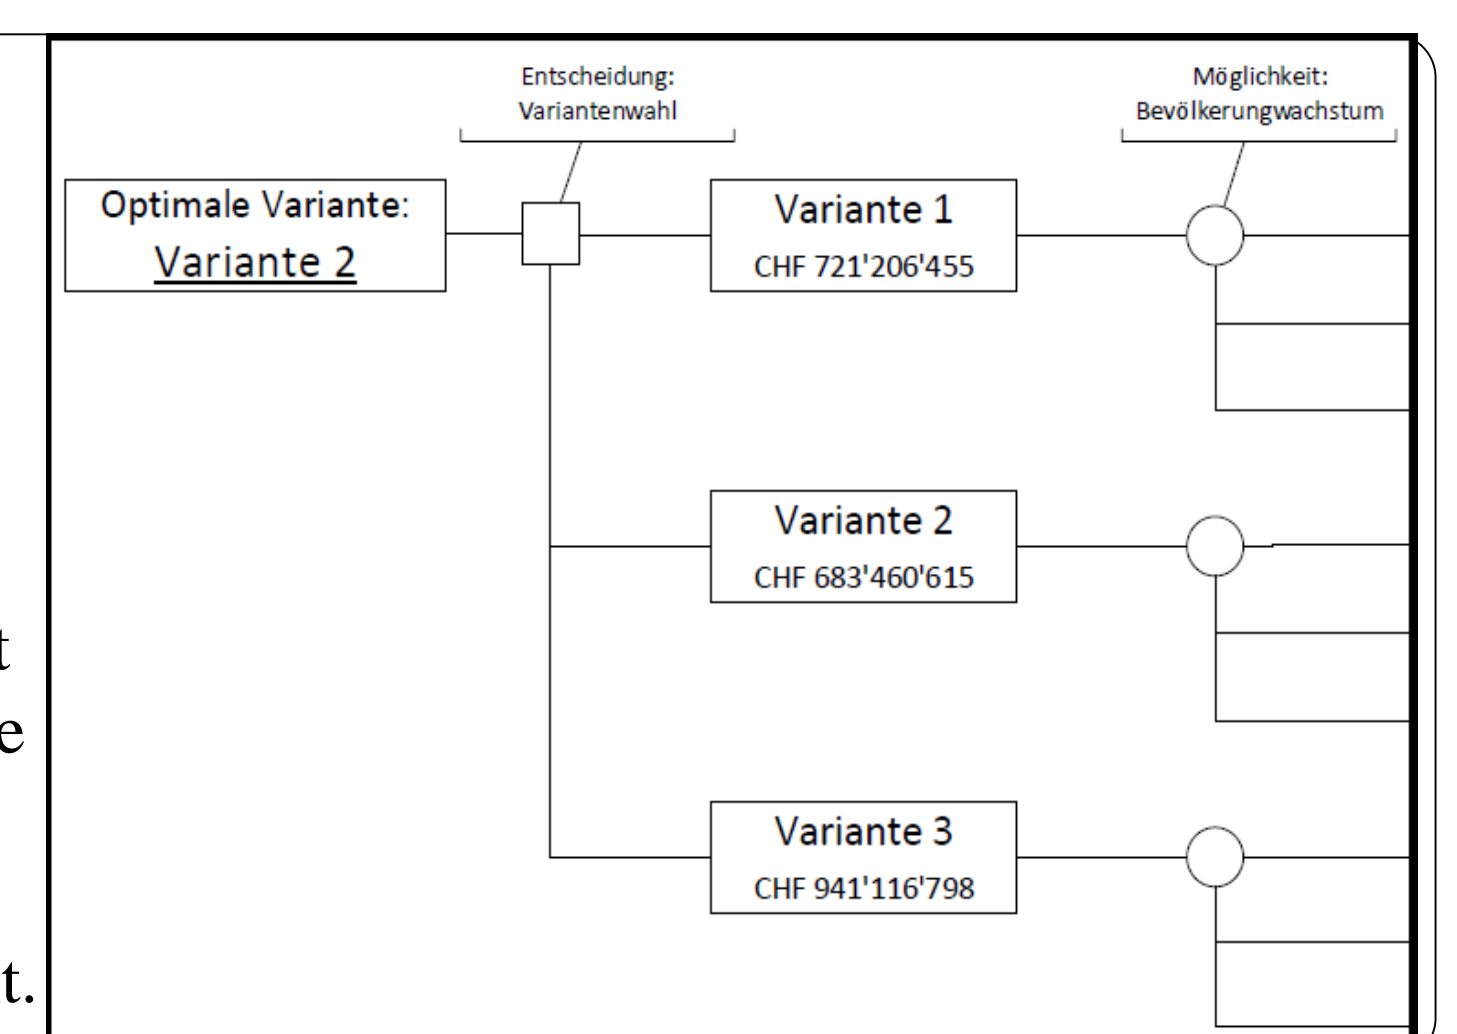 Entscheidung:
Variantenwahl
Möglichkeit:
Bevölkerungwachstum
Optimale Variante:
Variante 2
Variante 1
CHF 721'206'455
Variante 2
CHF 683'460'615
Variante 3
CHF 941'116'798
t
e
t.